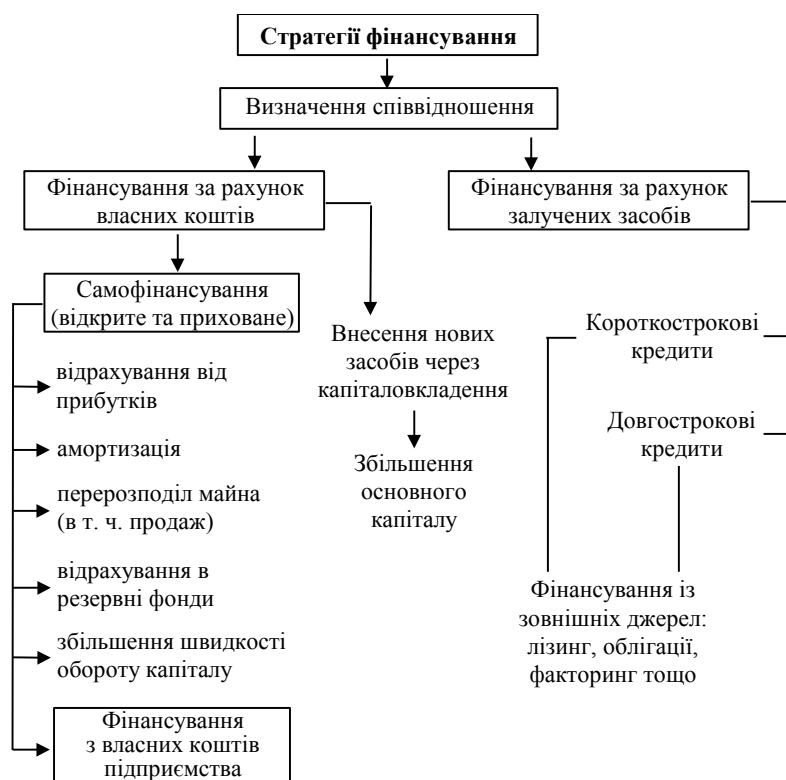 Стратегії фінансування
Визначення співвідношення
Фінансування за рахунок
власних коштів
Фінансування за рахунок
залучених засобів
Самофінансування
(відкрите та приховане)
відрахування від
прибутків
амортизація
перерозподіл майна
(в т. ч. продаж)
відрахування в
резервні фонди
збільшення швидкості
обороту капіталу
Фінансування
з власних коштів
підприємства
Внесення нових
засобів через
капіталовкладення
Збільшення
основного
капіталу
Короткострокові
кредити
Довгострокові
кредити
Фінансування із
зовнішніх джерел:
лізинг, облігації,
факторинг тощо